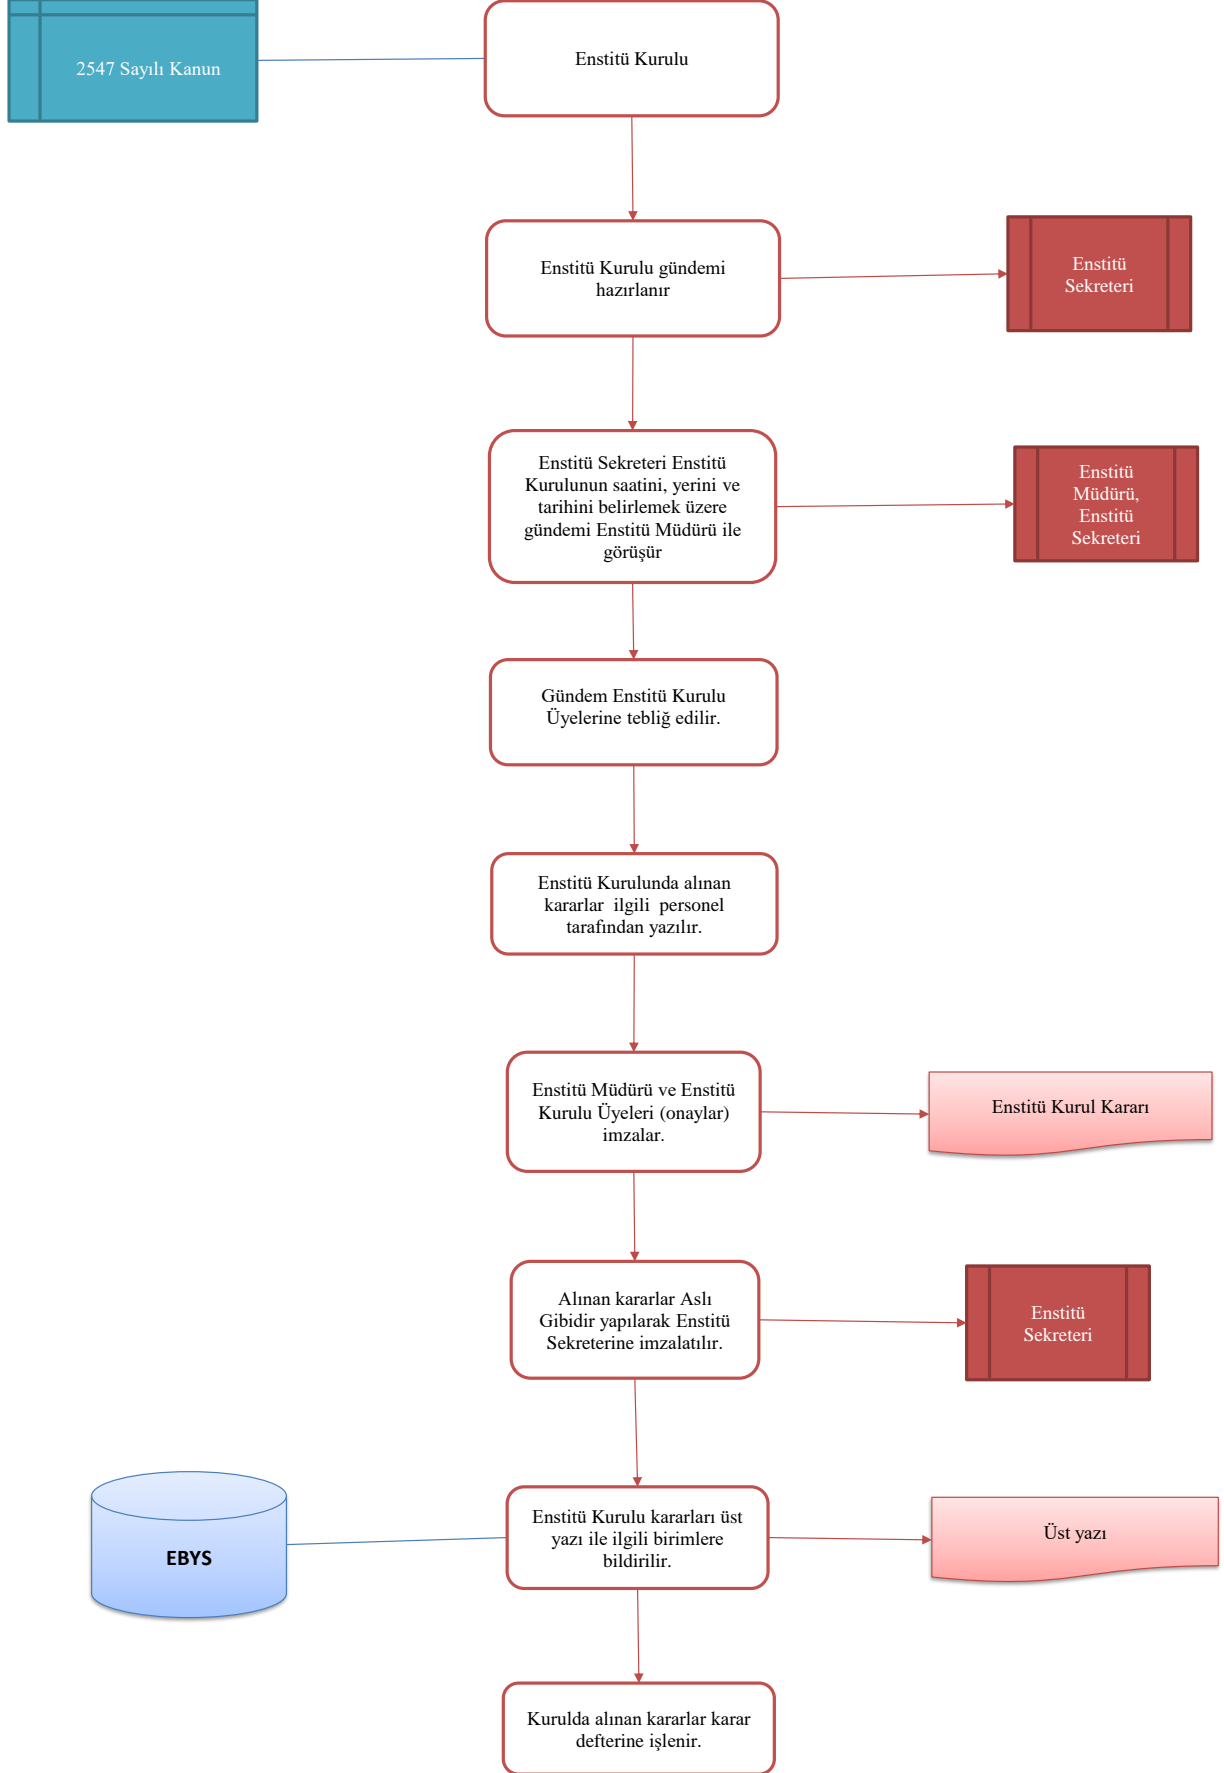 2547 Sayılı Kanun
Enstitü Kurulu
Enstitü Kurulu gündemi
hazırlanır
Enstitü
Sekreteri
Enstitü Sekreteri Enstitü
Kurulunun saatini, yerini ve
tarihini belirlemek üzere
gündemi Enstitü Müdürü ile
görüşür
Enstitü
Müdürü,
Enstitü
Sekreteri
Gündem Enstitü Kurulu
Üyelerine tebliğ edilir.
Enstitü Kurulunda alınan
kararlar ilgili personel
tarafından yazılır.
Enstitü Müdürü ve Enstitü
Kurulu Üyeleri (onaylar)
imzalar.
Enstitü Kurul Kararı
Alınan kararlar Aslı
Gibidir yapılarak Enstitü
Sekreterine imzalatılır.
Enstitü
Sekreteri
EBYS
Enstitü Kurulu kararları üst
yazı ile ilgili birimlere
bildirilir.
Üst yazı
Kurulda alınan kararlar karar
defterine işlenir.